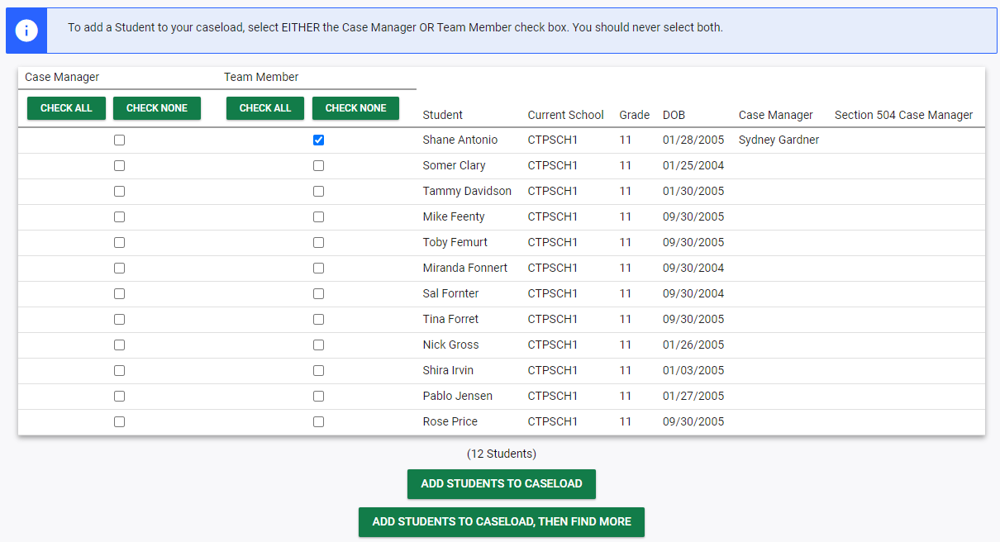 To add a Student to your caseload, select EITHER the Case Manager OR Team Member check box. You should never select both.
Case Manager Team Member
CHECK ALL CHECK NONE CHECK ALL CHECK NONE
Student Current School Grade DOB Case Manager Section 504 Case Manager
Shane Antonio CTPSCH1 11 01/28/2005 Sydney Gardner
Somer Clary CTPSCH1 11 01/25/2004
Tammy Davidson CTPSCH1 11 01/30/2005
Mike Feenty CTPSCH1 11 09/30/2005
Toby Femurt CTPSCH1 11 09/30/2005
Miranda Fonnert CTPSCH1 11 09/30/2004
Sal Fornter CTPSCH1 11 09/30/2004
Tina Forret CTPSCH1 11 09/30/2005
Nick Gross CTPSCH1 11 01/26/2005
Shira Irvin CTPSCH1 11 01/03/2005
Pablo Jensen CTPSCH1 11 01/27/2005
Rose Price CTPSCH1 11 09/30/2005
(12 Students)
ADD STUDENTS TO CASELOAD
ADD STUDENTS TO CASELOAD, THEN FIND MORE